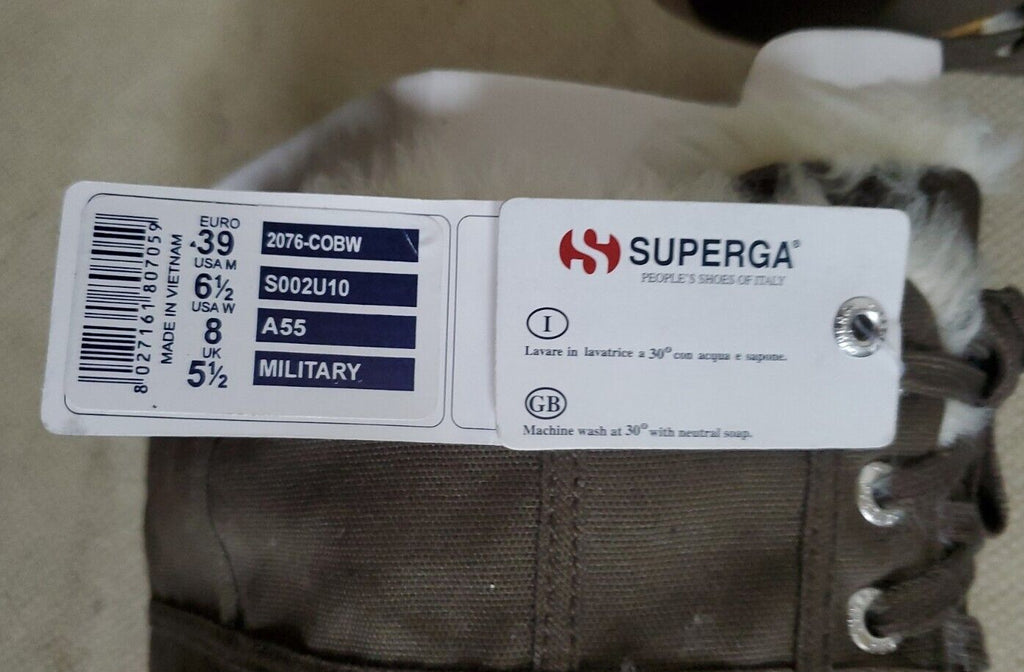 8 027161 807059
MADE IN VIETNAM
EURO
39
USA M
6½
USA W
8
UK
5½
2076-COBW
S002U10
A55
MILITARY
SUPERGA®
PEOPLE'S SHOES OF ITALY
I
Lavare in lavatrice a 30° con acqua e sapone.
GB
Machine wash at 30° with neutral soap.